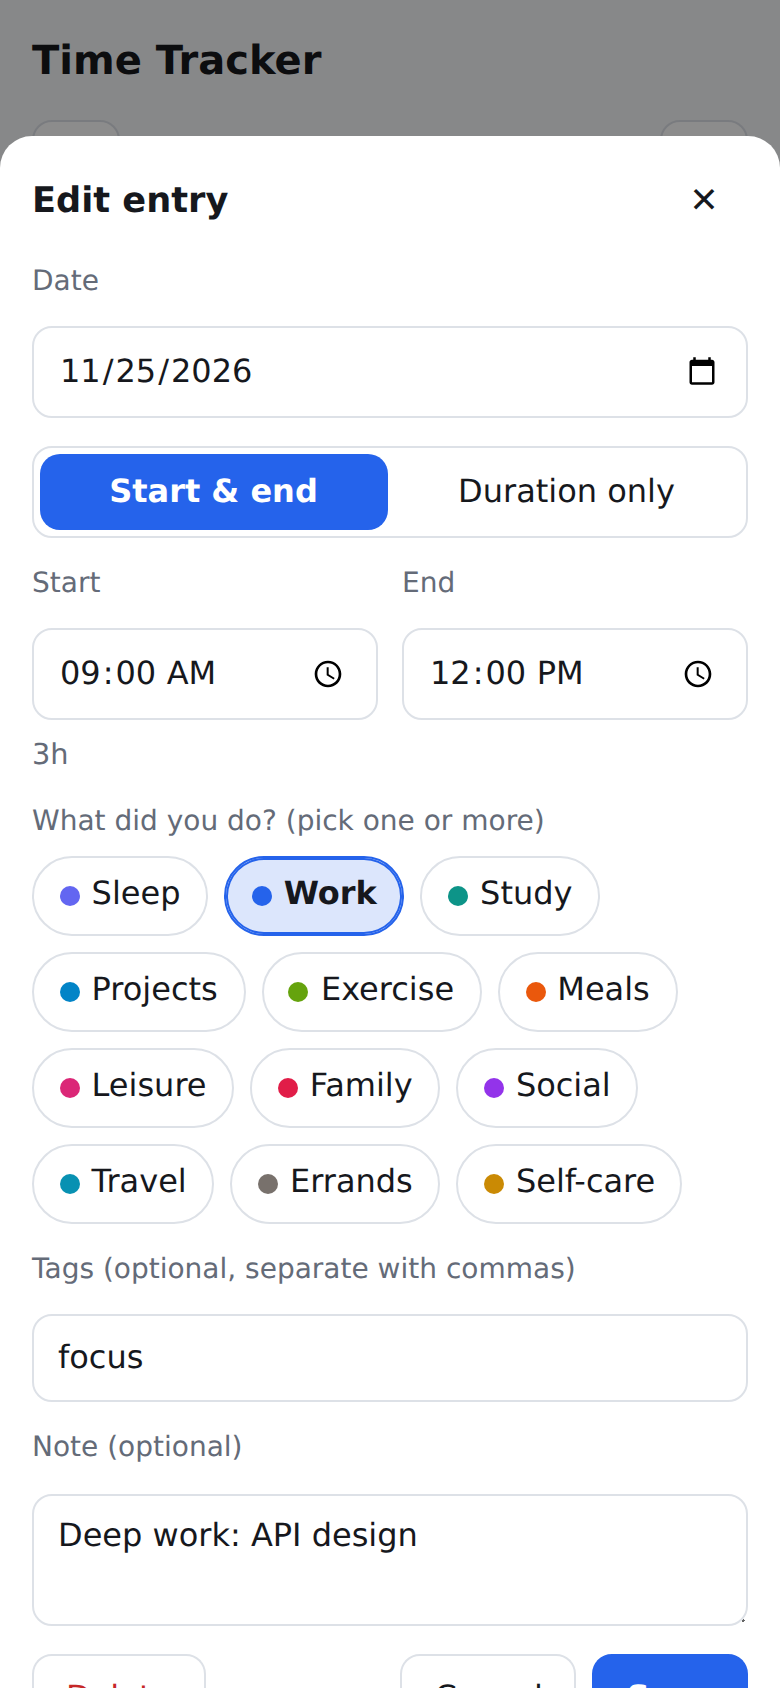 Time Tracker
Edit entry
Date
11/25/2026
Start & end Duration only
Start End
09:00 AM 12:00 PM
3h
What did you do? (pick one or more)
Sleep Work Study
Projects Exercise Meals
Leisure Family Social
Travel Errands Self-care
Tags (optional, separate with commas)
focus
Note (optional)
Deep work: API design